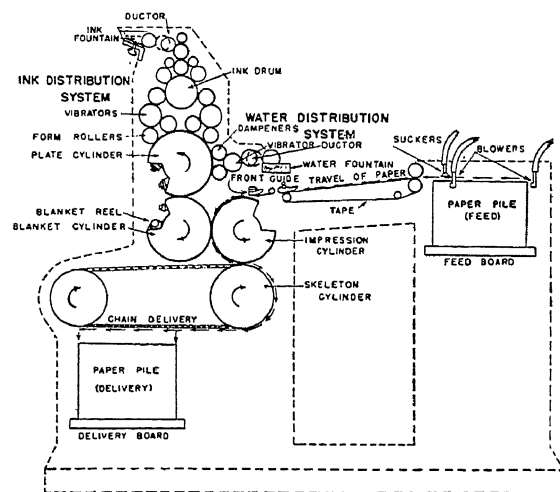 DUCTOR
INK
FOUNTAIN
INK DRUM
INK DISTRIBUTION
SYSTEM
VIBRATORS
FORM ROLLERS
PLATE CYLINDER
WATER DISTRIBUTION
SYSTEM
DAMPENERS
VIBRATOR
DUCTOR
WATER FOUNTAIN
FRONT GUIDE
TRAVEL OF PAPER
SUCKERS
BLOWERS
TAPE
PAPER PILE
(FEED)
FEED BOARD
BLANKET REEL
BLANKET CYLINDER
IMPRESSION
CYLINDER
SKELETON
CYLINDER
CHAIN DELIVERY
PAPER PILE
(DELIVERY)
DELIVERY BOARD